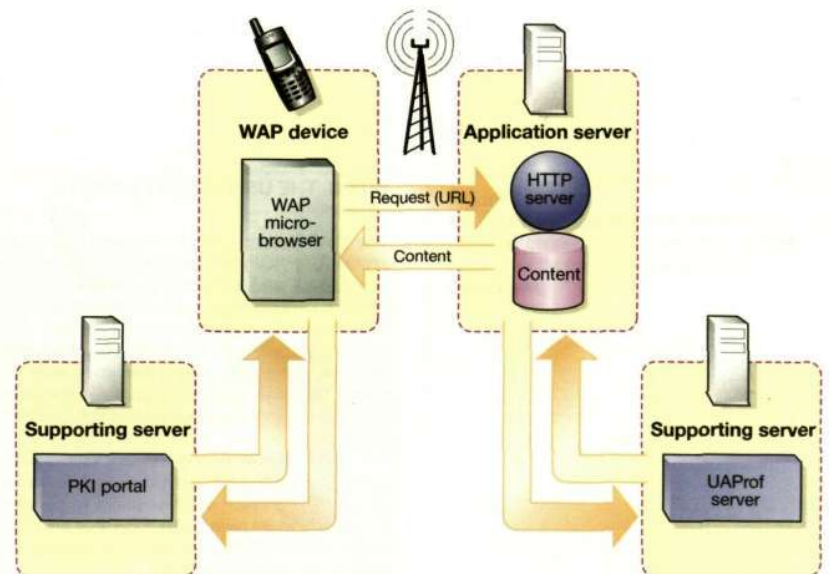 WAP device
Application server
WAP
micro-
browser
Request (URL)
HTTP
server
Content
Content
Supporting server
PKI portal
Supporting server
UAProf
server